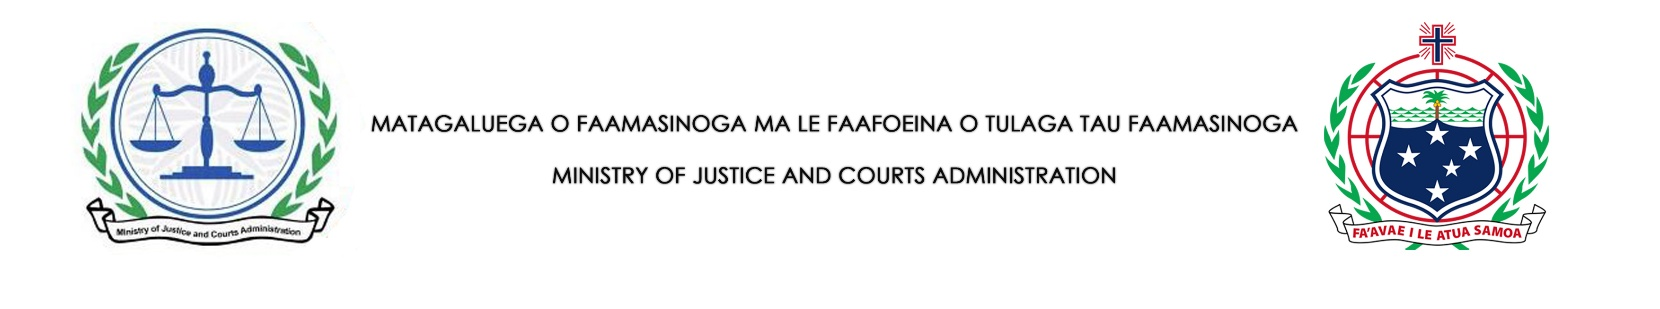 MATAGALUEGA O FAAMASINOGA MA LE FAAFOEINA O TULAGA TAU FAAMASINOGA
MINISTRY OF JUSTICE AND COURTS ADMINISTRATION
Ministry of Justice and Courts Administration
FA'AVAE I LE ATUA SAMOA